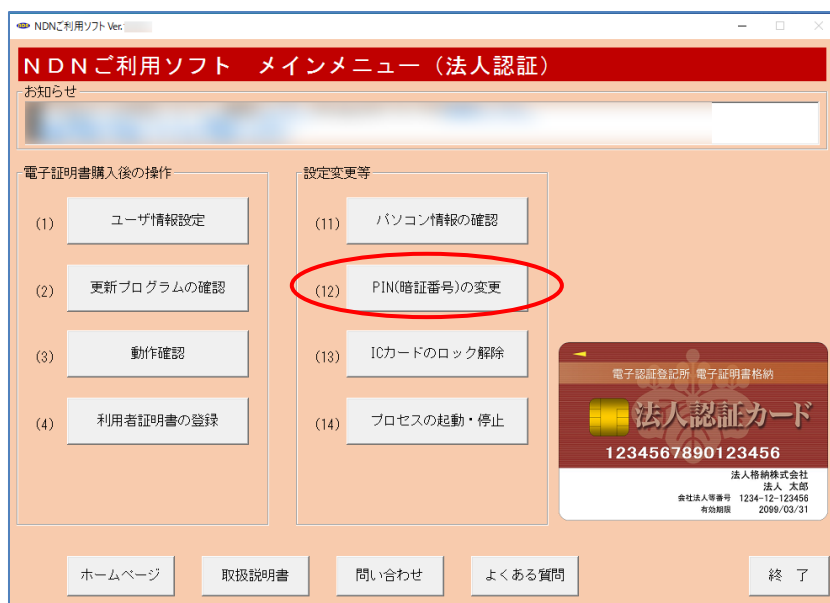 NDNご利用ソフト Ver.
NDNご利用ソフト メインメニュー（法人認証）
お知らせ
電子証明書購入後の操作
(1) ユーザ情報設定
(2) 更新プログラムの確認
(3) 動作確認
(4) 利用者証明書の登録
設定変更等
(11) パソコン情報の確認
(12) PIN(暗証番号)の変更
(13) ICカードのロック解除
(14) プロセスの起動・停止
電子認証登記所 電子証明書格納
法人認証カード
1234567890123456
法人格納株式会社
法人 太郎
会社法人等番号 1234-12-123456
有効期限 2099/03/31
ホームページ
取扱説明書
問い合わせ
よくある質問
終 了